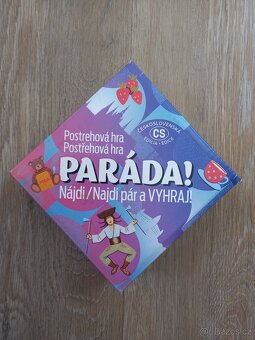 ČESKOSLOVENSKÁ
CS
EDÍCIA • EDICE
Postrehová hra
Postřehová hra
PARÁDA!
Nájdi/Najdi pár a VYHRAJ!